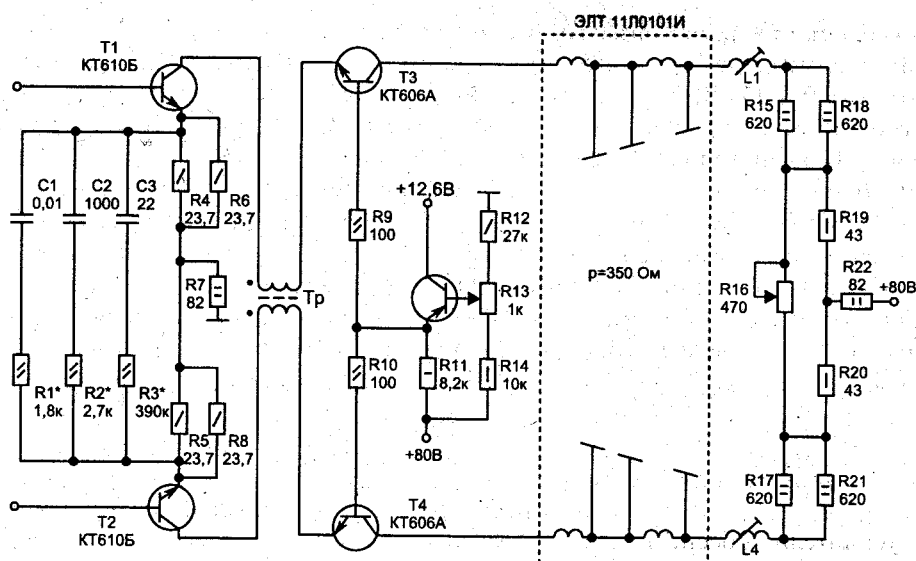 ЭЛТ 11Л0101И
T1
КТ610Б
T3
КТ606А
L1
R15
620
R18
620
C1
0,01
C2
1000
C3
22
R4
23,7
R6
23,7
+12,6В
R9
100
R12
27к
R19
43
R7
82
Тр
R13
1к
p=350 Ом
R16
470
R22
82
+80В
R10
100
R11
8,2к
R14
10к
R20
43
R1*
1,8к
R2*
2,7к
R3*
390к
R5
23,7
R8
23,7
+80В
R17
620
R21
620
T2
КТ610Б
T4
КТ606А
L4